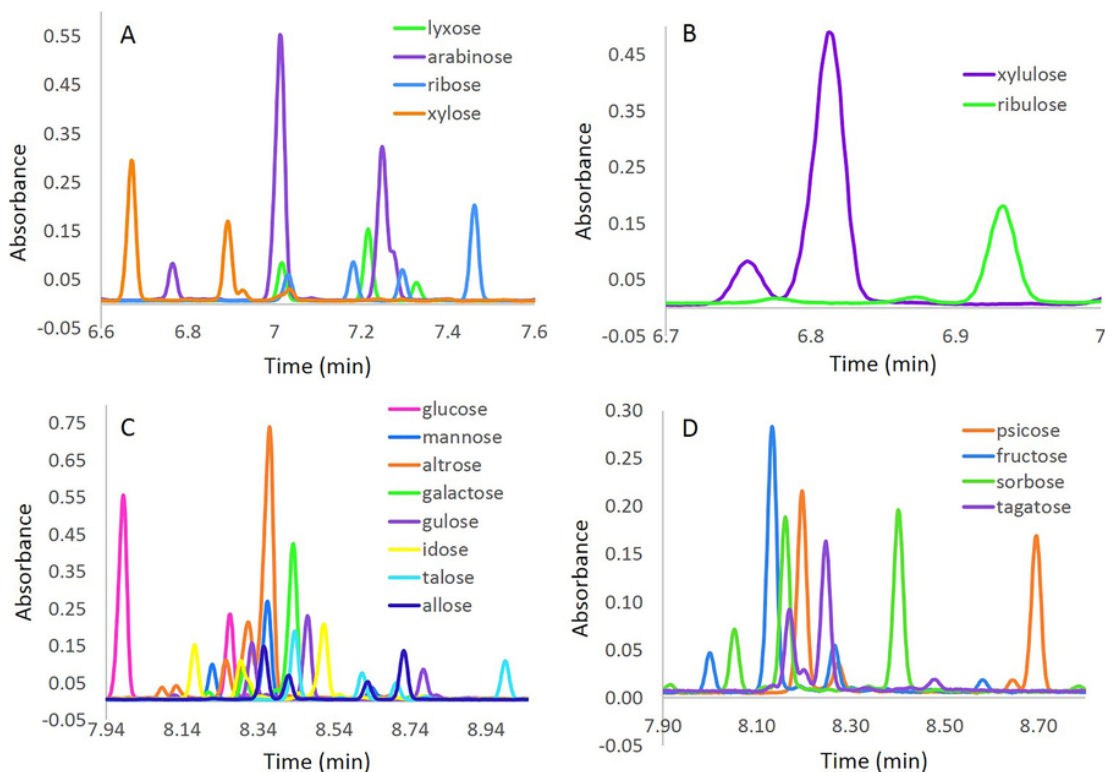 A
0.55
0.45
0.35
0.25
0.15
0.05
-0.05
Absorbance
lyxose
arabinose
ribose
xylose
6.6
6.8
7
7.2
7.4
7.6
Time (min)
B
0.45
0.35
0.25
0.15
0.05
-0.05
Absorbance
xylulose
ribulose
6.7
6.8
6.9
7
Time (min)
C
0.75
0.65
0.55
0.45
0.35
0.25
0.15
0.05
-0.05
Absorbance
glucose
mannose
altrose
galactose
gulose
idose
talose
allose
7.94
8.14
8.34
8.54
8.74
8.94
Time (min)
D
0.30
0.25
0.20
0.15
0.10
0.05
0.00
-0.05
Absorbance
psicose
fructose
sorbose
tagatose
7.90
8.10
8.30
8.50
8.70
Time (min)